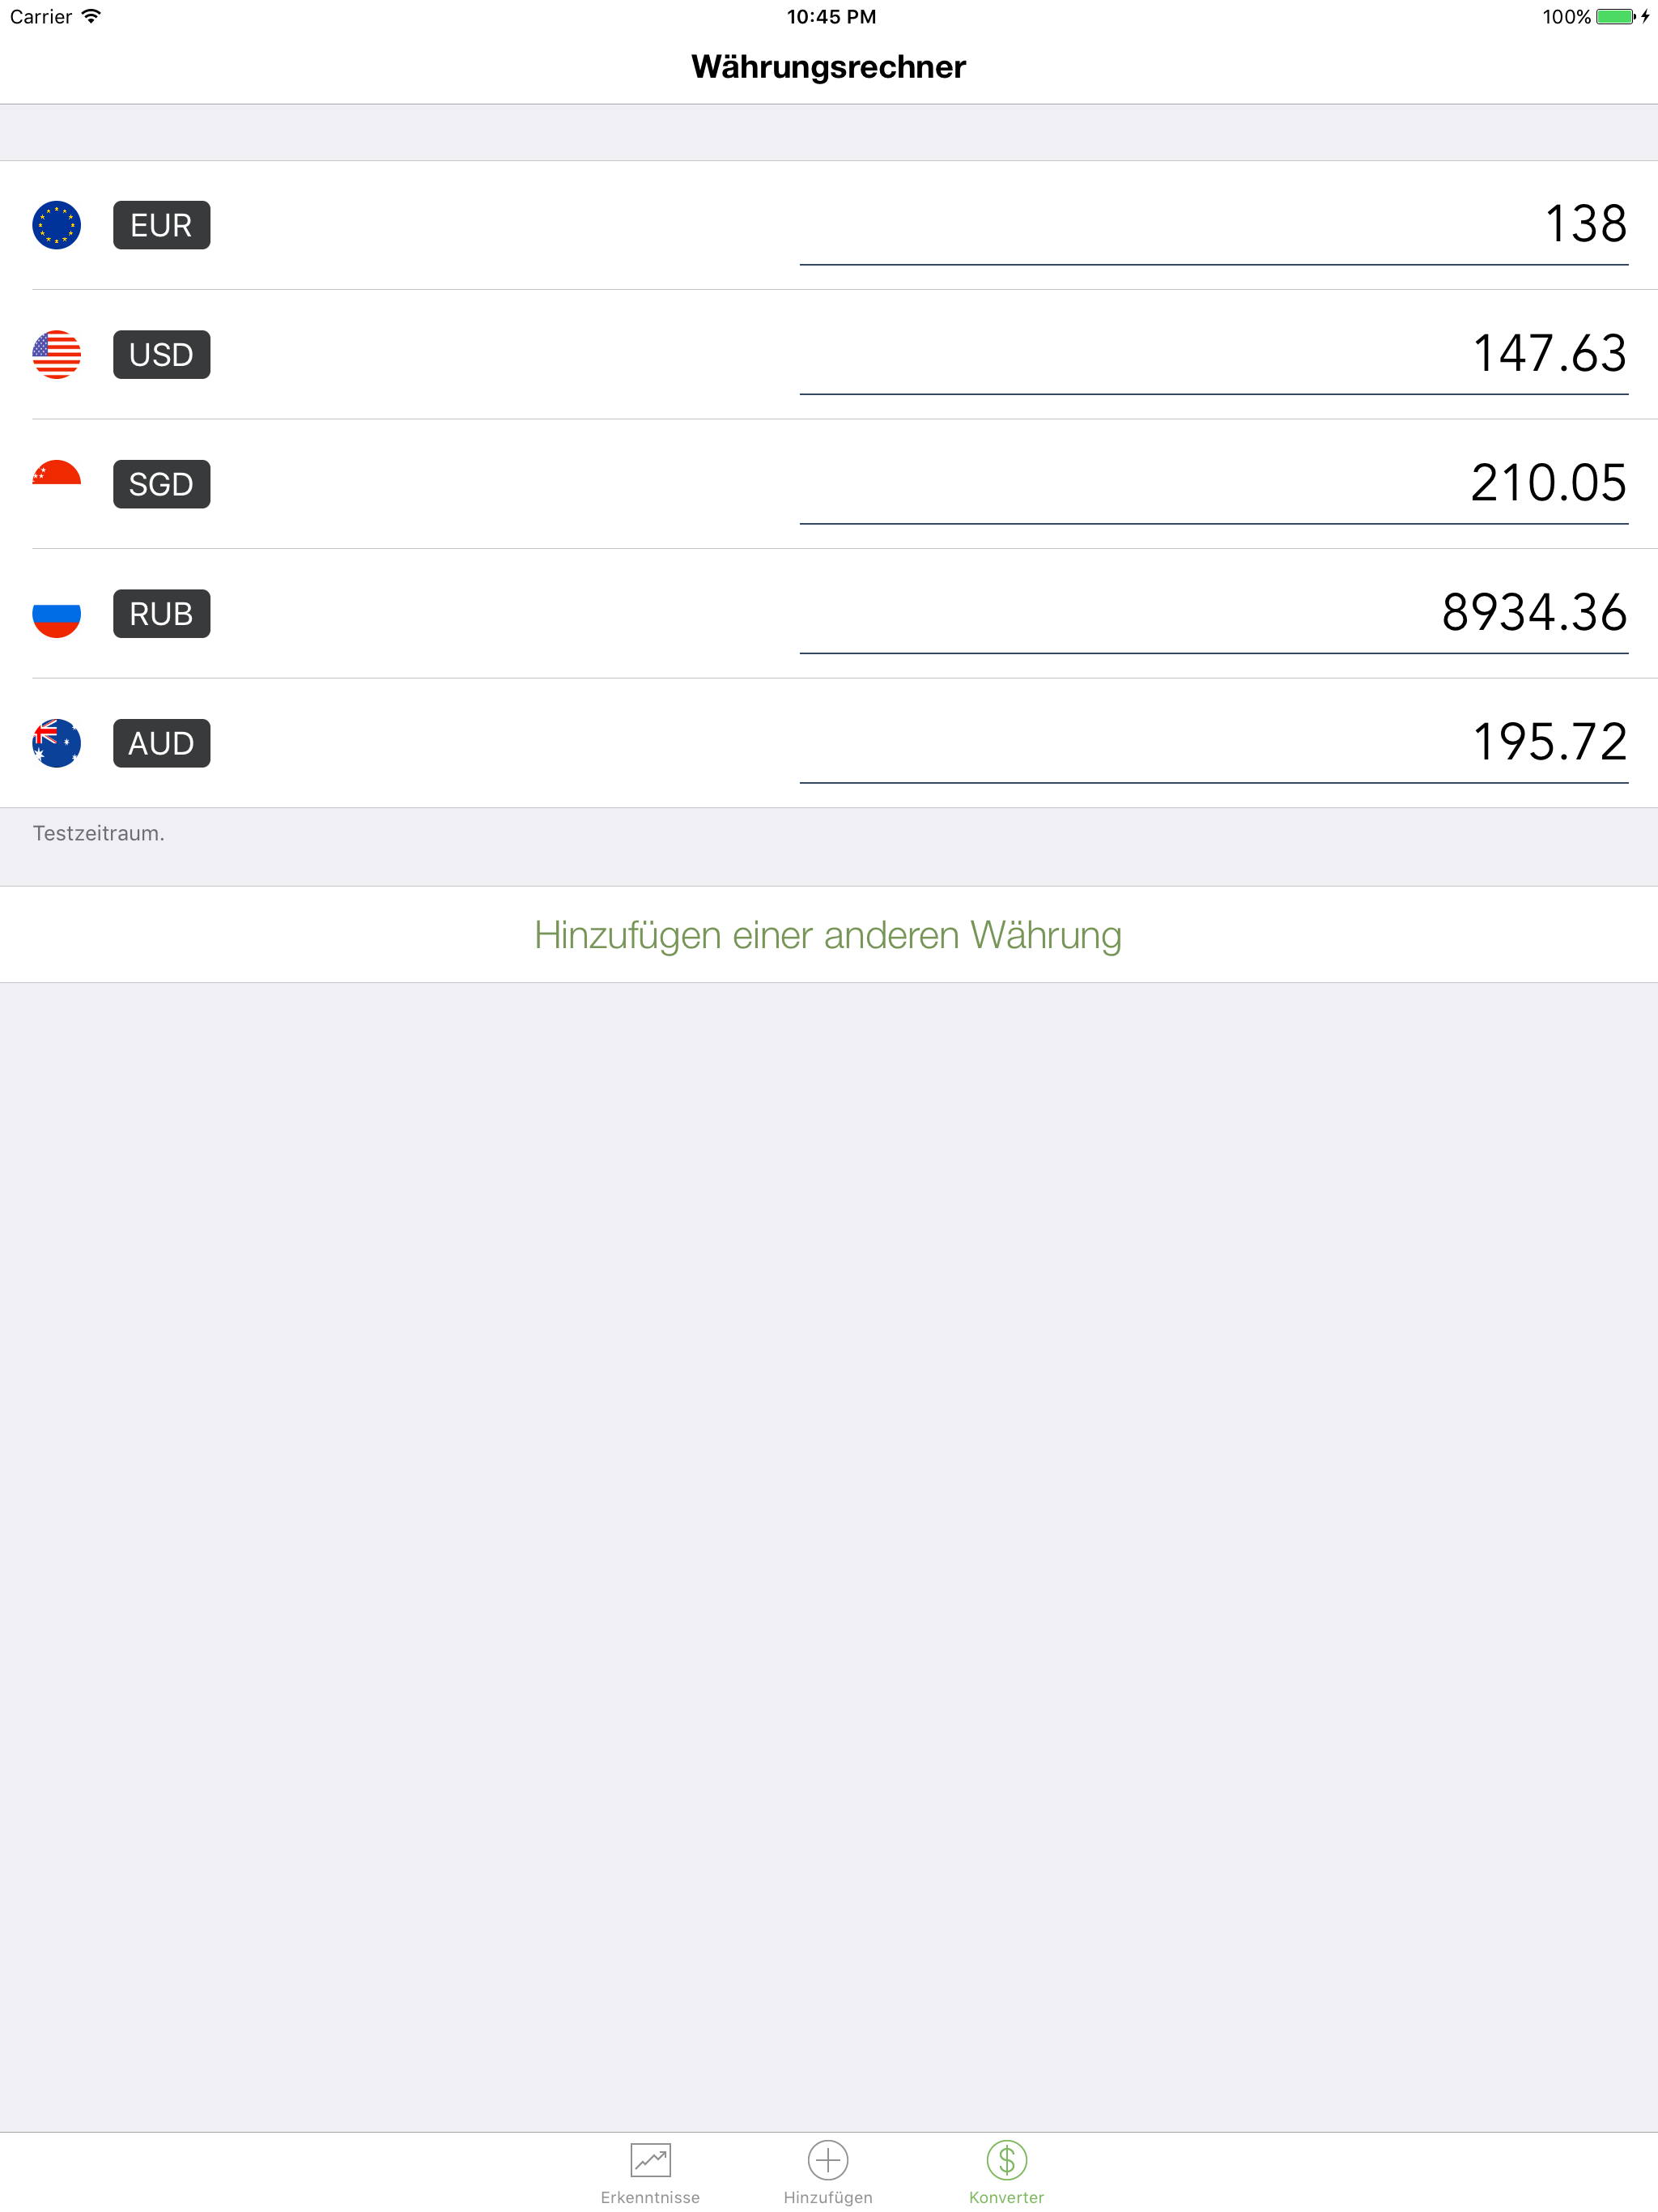 Carrier 10:45 PM 100%
Währungsrechner
EUR 138
USD 147.63
SGD 210.05
RUB 8934.36
AUD 195.72
Testzeitraum.
Hinzufügen einer anderen Währung
Erkenntnisse Hinzufügen Konverter